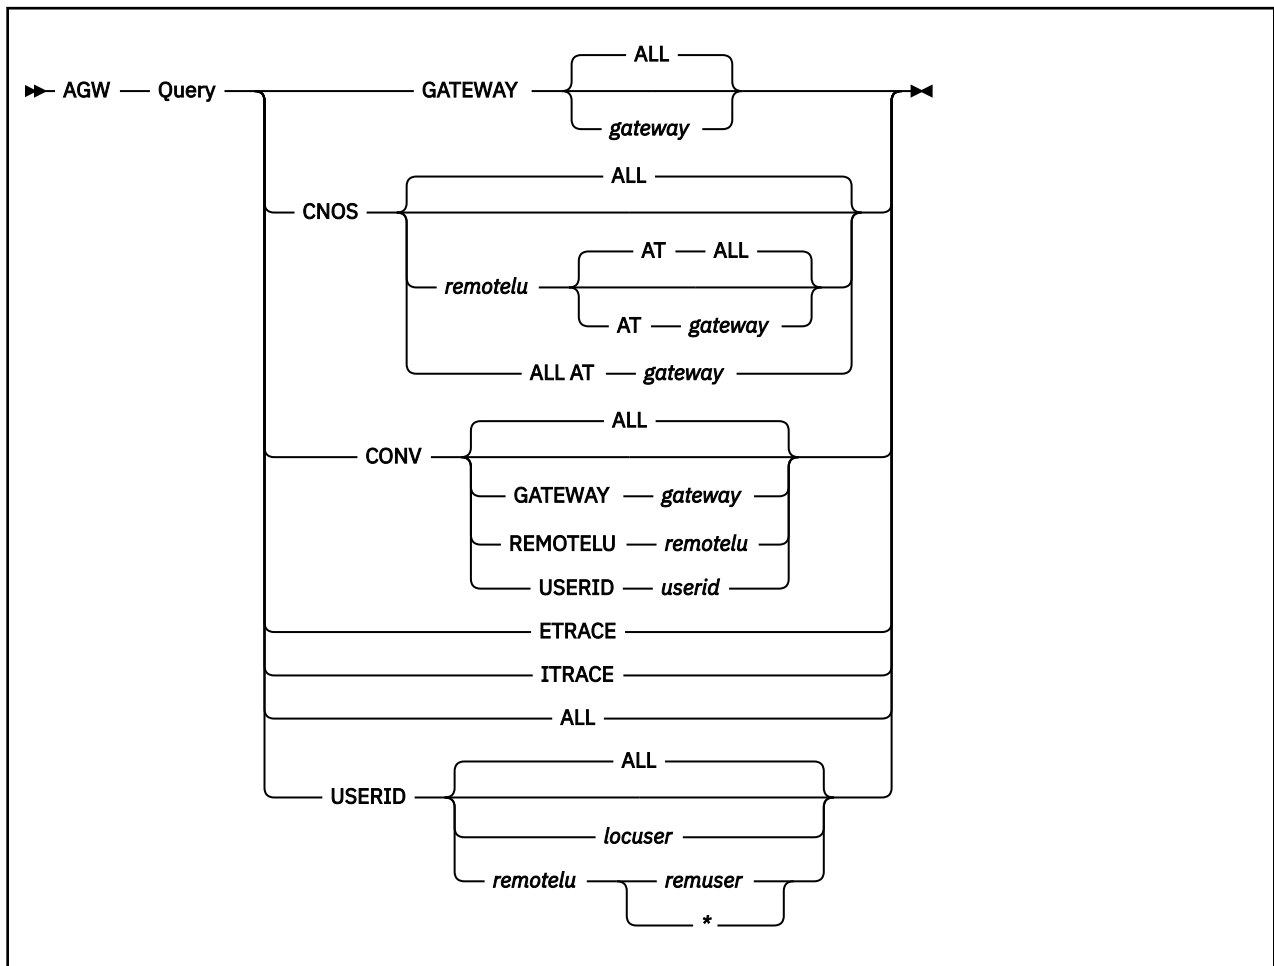 ALL
AGW Query GATEWAY
gateway
ALL
CNOS
AT ALL
remotelu
AT gateway
ALL AT gateway
ALL
CONV
GATEWAY gateway
REMOTELU remotelu
USERID userid
ETRACE
ITRACE
ALL
ALL
USERID
locuser
remotelu remuser
*